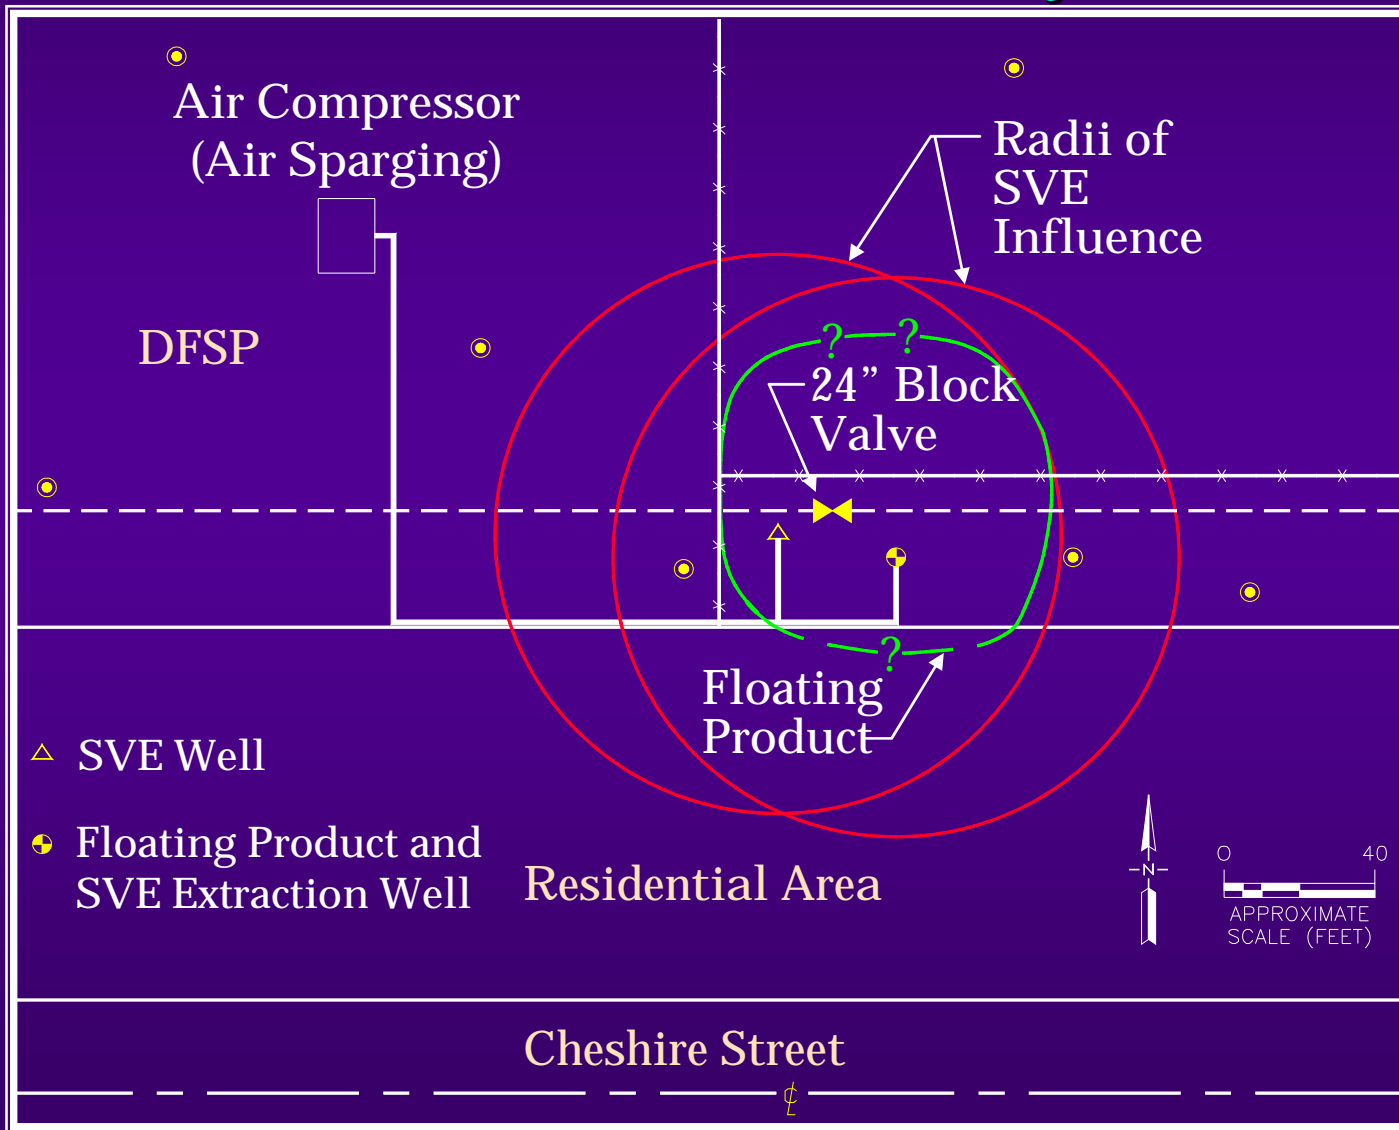 Air Compressor
(Air Sparging)
Radii of
SVE
Influence
DFSP
? ?
24” Block
Valve
?
Floating
Product
SVE Well
Floating Product and
SVE Extraction Well
Residential Area
N
0 40
APPROXIMATE
SCALE (FEET)
Cheshire Street
℄